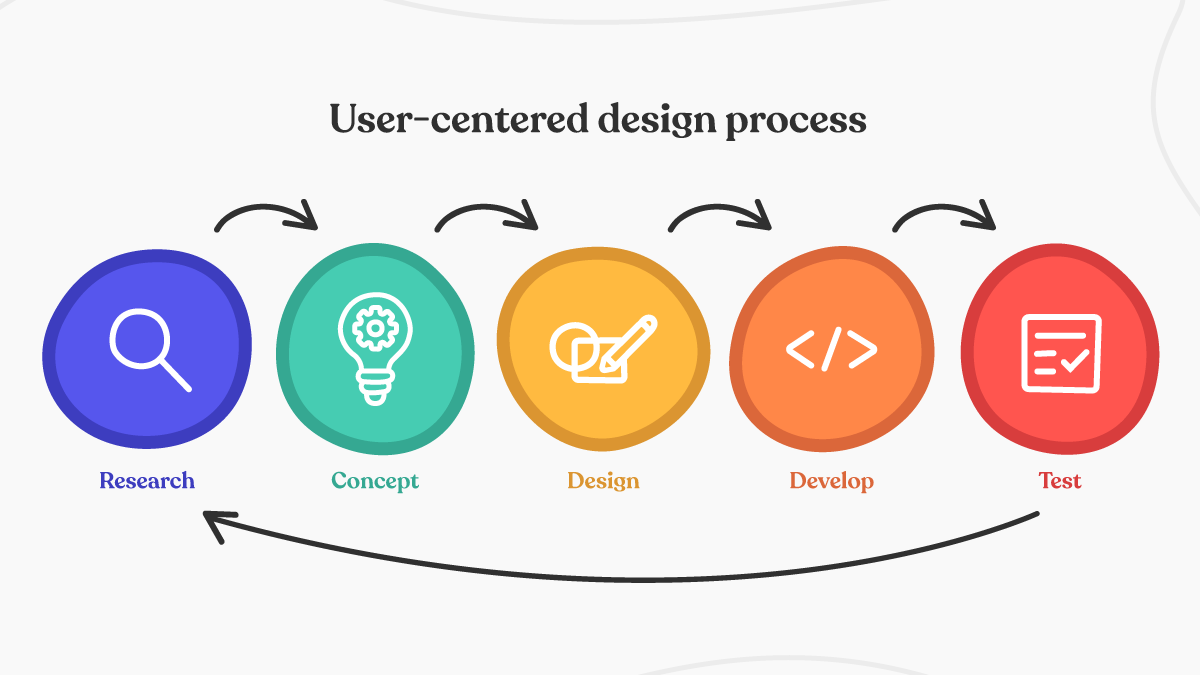 User-centered design process
Research
Concept
Design
Develop
Test